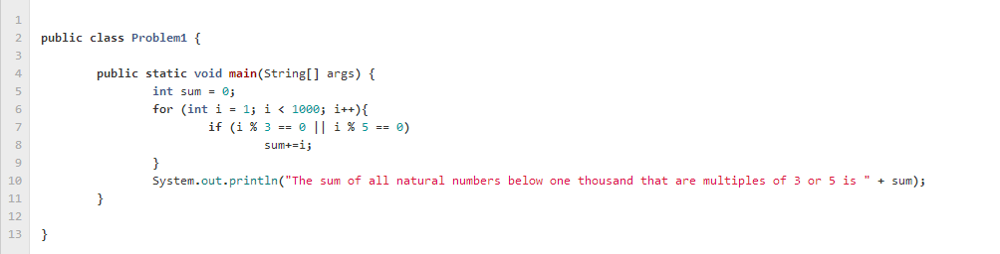 1
2 public class Problem1 {
3
4 public static void main(String[] args) {
5 int sum = 0;
6 for (int i = 1; i < 1000; i++){
7 if (i % 3 == 0 || i % 5 == 0)
8 sum+=i;
9 }
10 System.out.println("The sum of all natural numbers below one thousand that are multiples of 3 or 5 is " + sum);
11 }
12
13 }